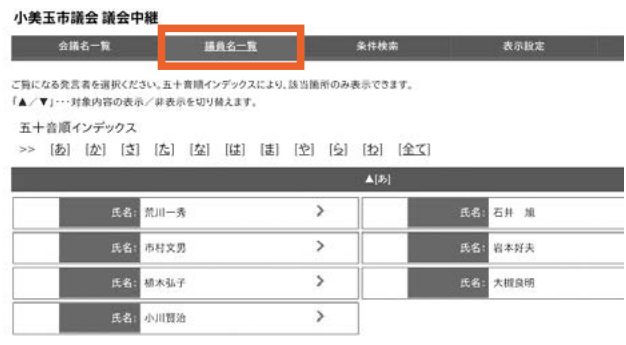 小美玉市議会 議会中継
会議名一覧 議員名一覧 条件検索 表示設定
ご覧になる発言者を選択ください。五十音順インデックスにより、該当箇所のみ表示できます。
「▲／▼」・・・対象内容の表示／非表示を切り替えます。
五十音順インデックス
>> [あ] [か] [さ] [た] [な] [は] [ま] [や] [ら] [わ] [全て]
▲[あ]
氏名: 荒川一秀 氏名: 石井 旭
氏名: 市村文男 氏名: 岩本好夫
氏名: 植木弘子 氏名: 大槻良明
氏名: 小川賢治